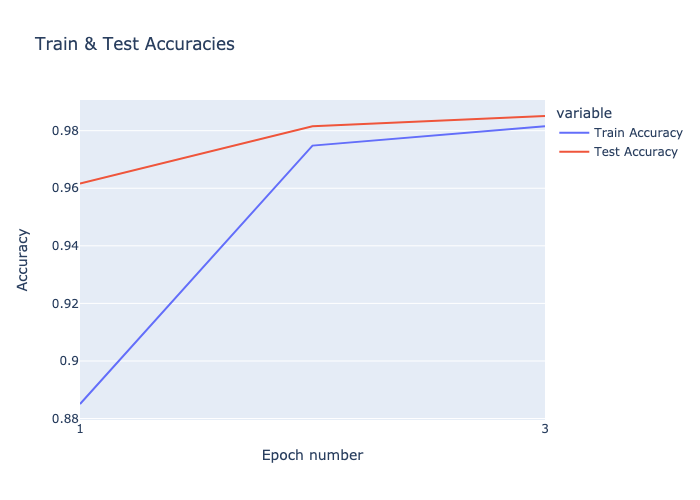 Train & Test Accuracies
variable
Train Accuracy
Test Accuracy
Accuracy
0.98
0.96
0.94
0.92
0.9
0.88
1
3
Epoch number